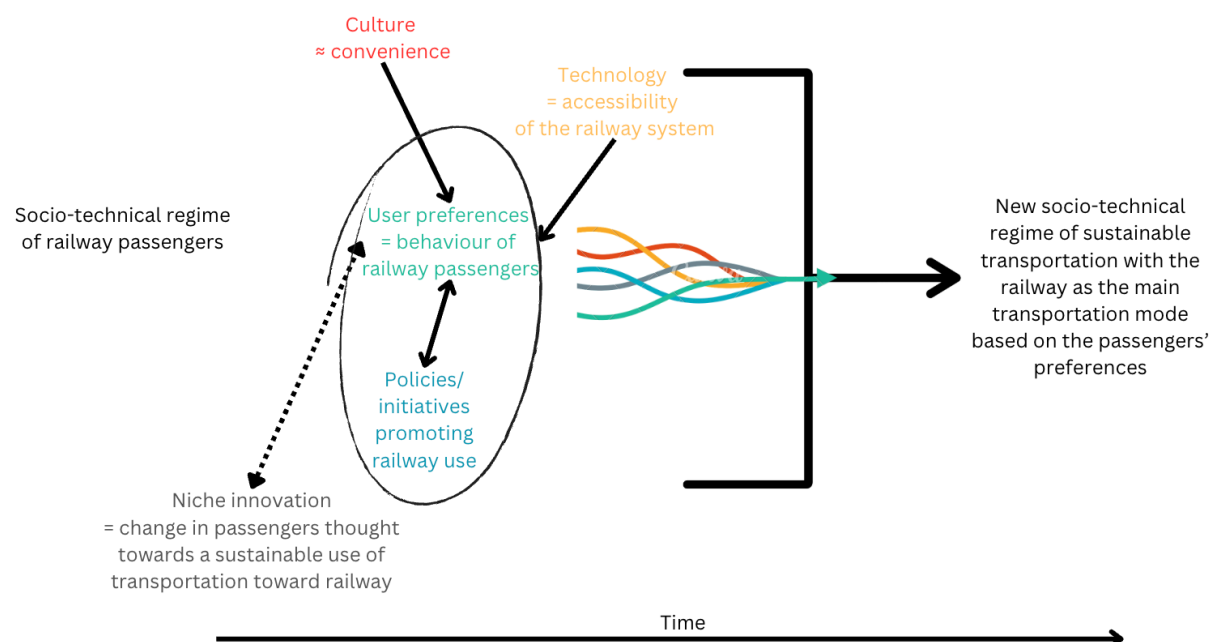 Culture
≈ convenience
Technology
= accessibility
of the railway system
Socio-technical regime
of railway passengers
User preferences
= behaviour of
railway passengers
Policies/
initiatives
promoting
railway use
Niche innovation
= change in passengers thought
towards a sustainable use of
transportation toward railway
New socio-technical
regime of sustainable
transportation with the
railway as the main
transportation mode
based on the passengers’
preferences
Time